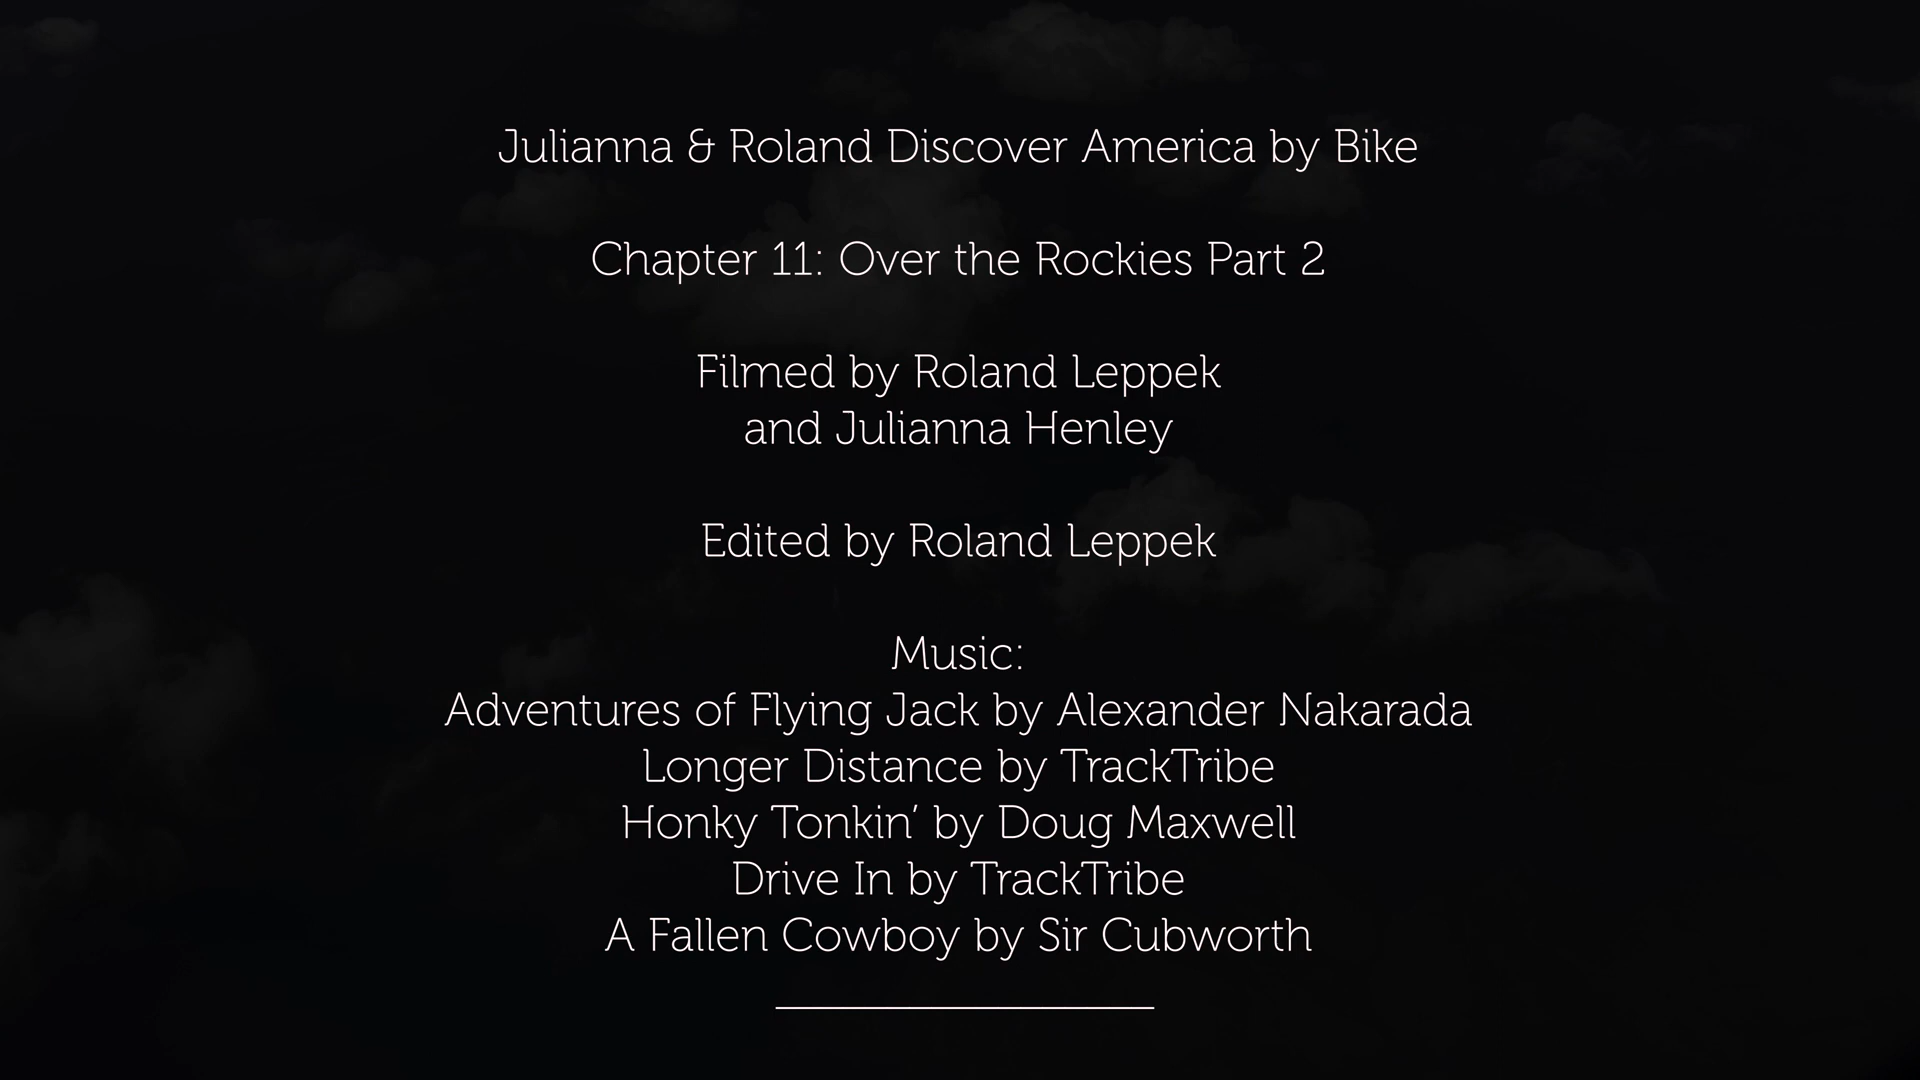 Julianna & Roland Discover America by Bike
Chapter 11: Over the Rockies Part 2
Filmed by Roland Leppek
and Julianna Henley
Edited by Roland Leppek
Music:
Adventures of Flying Jack by Alexander Nakarada
Longer Distance by TrackTribe
Honky Tonkin’ by Doug Maxwell
Drive In by TrackTribe
A Fallen Cowboy by Sir Cubworth